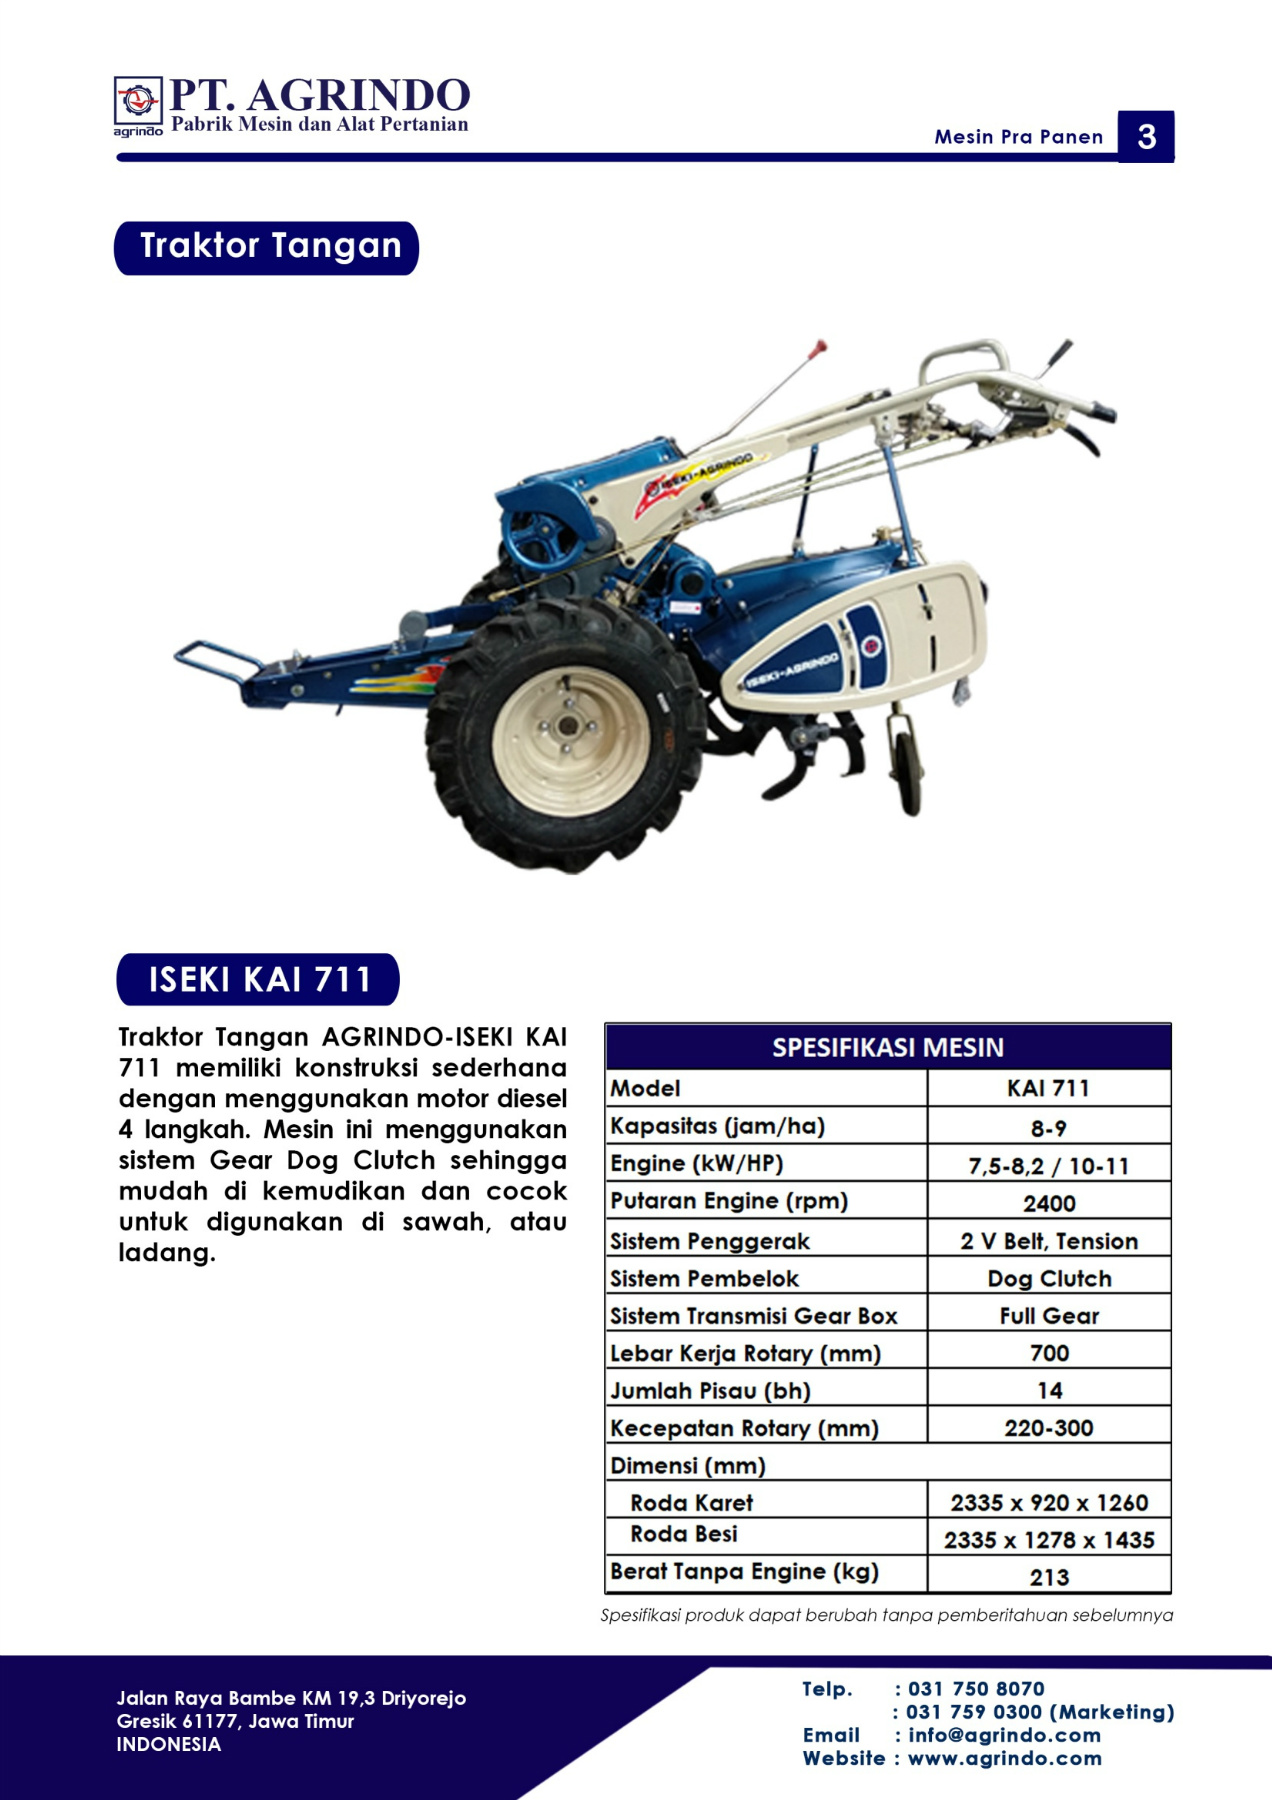 PT. AGRINDO
Pabrik Mesin dan Alat Pertanian
agrindo
Mesin Pra Panen
3
Traktor Tangan
ISEKI-AGRINDO
ISEKI-AGRINDO
ISEKI KAI 711
Traktor Tangan AGRINDO-ISEKI KAI
711 memiliki konstruksi sederhana
dengan menggunakan motor diesel
4 langkah. Mesin ini menggunakan
sistem Gear Dog Clutch sehingga
mudah di kemudikan dan cocok
untuk digunakan di sawah, atau
ladang.
SPESIFIKASI MESIN
Model KAI 711
Kapasitas (jam/ha) 8-9
Engine (kW/HP) 7,5-8,2 / 10-11
Putaran Engine (rpm) 2400
Sistem Penggerak 2 V Belt, Tension
Sistem Pembelok Dog Clutch
Sistem Transmisi Gear Box Full Gear
Lebar Kerja Rotary (mm) 700
Jumlah Pisau (bh) 14
Kecepatan Rotary (mm) 220-300
Dimensi (mm)
Roda Karet 2335 x 920 x 1260
Roda Besi 2335 x 1278 x 1435
Berat Tanpa Engine (kg) 213
Spesifikasi produk dapat berubah tanpa pemberitahuan sebelumnya
Jalan Raya Bambe KM 19,3 Driyorejo
Gresik 61177, Jawa Timur
INDONESIA
Telp. : 031 750 8070
: 031 759 0300 (Marketing)
Email : info@agrindo.com
Website : www.agrindo.com